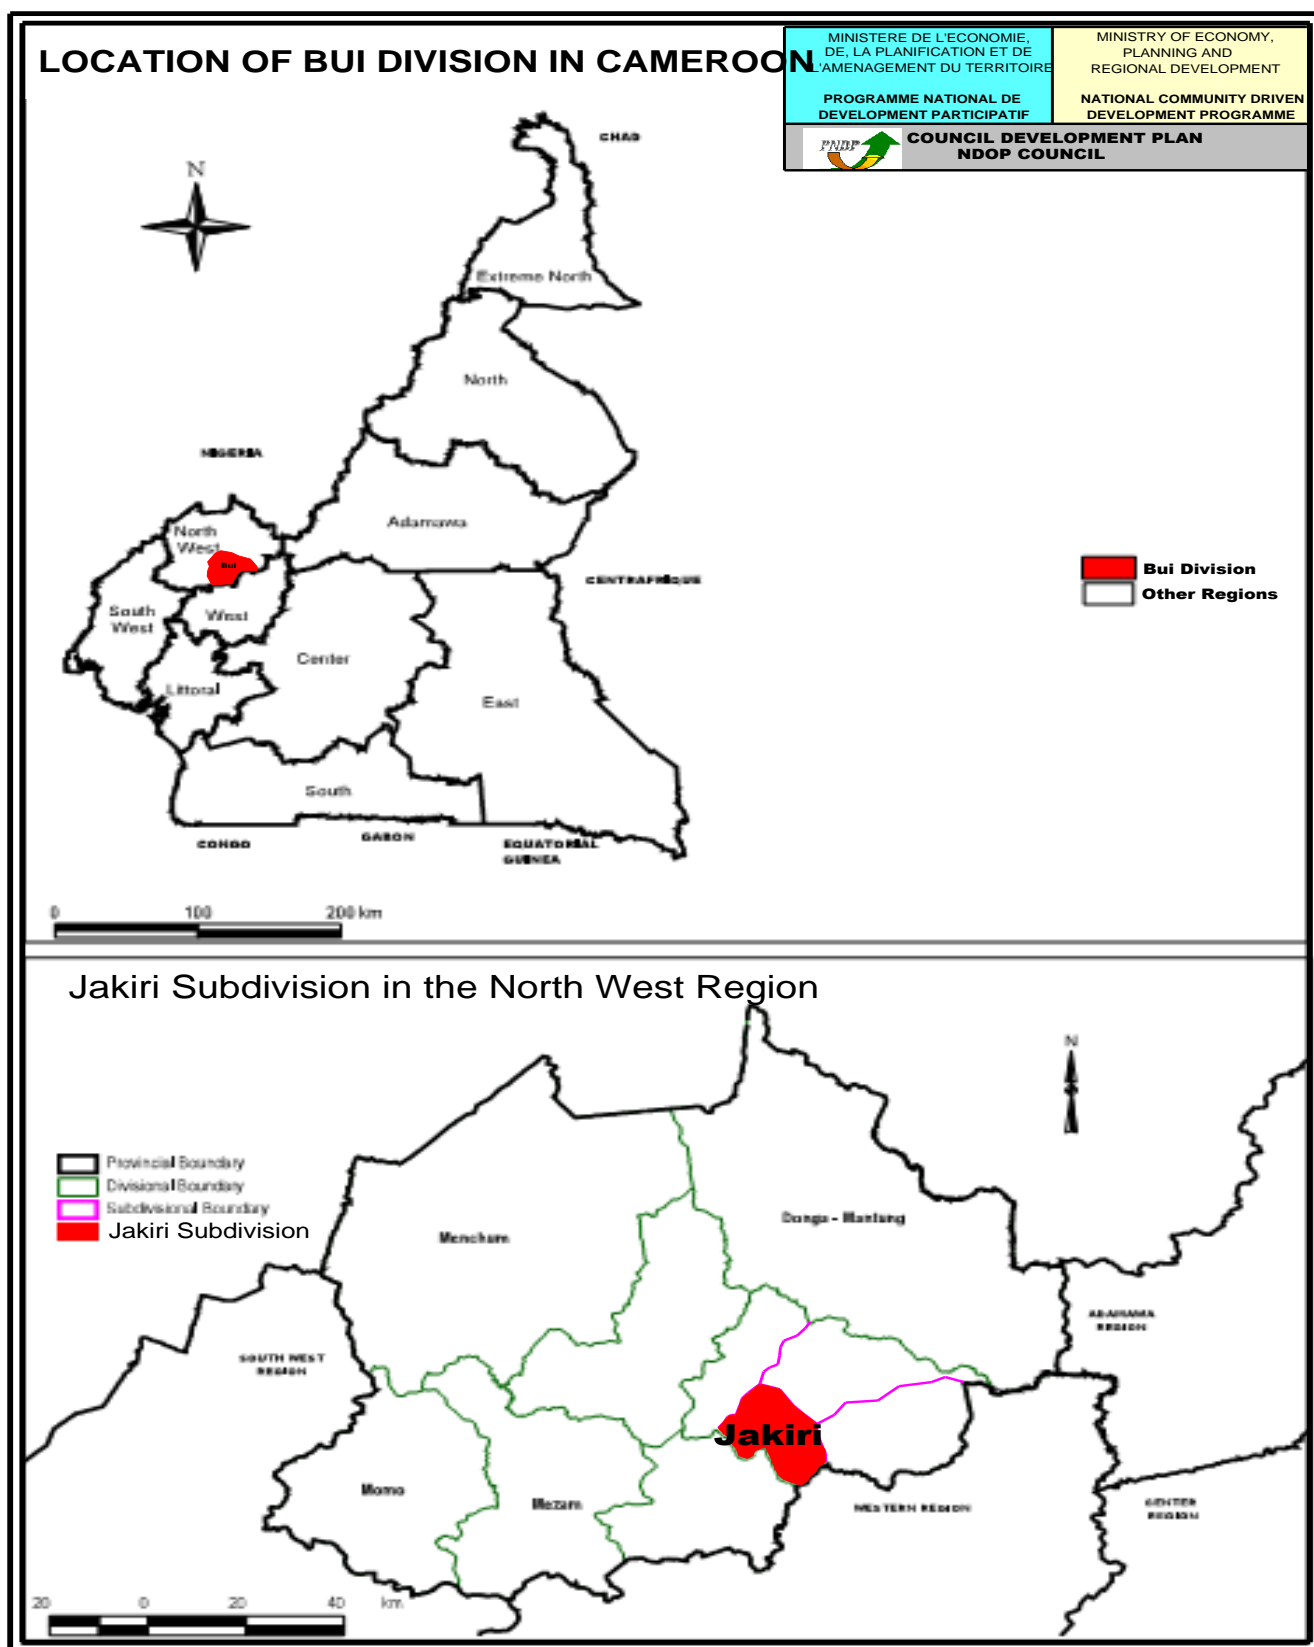 LOCATION OF BUI DIVISION IN CAMEROON
MINISTERE DE L'ECONOMIE,
DE, LA PLANIFICATION ET DE
L'AMENAGEMENT DU TERRITOIRE
PROGRAMME NATIONAL DE
DEVELOPMENT PARTICIPATIF
MINISTRY OF ECONOMY,
PLANNING AND
REGIONAL DEVELOPMENT
NATIONAL COMMUNITY DRIVEN
DEVELOPMENT PROGRAMME
PNDP
COUNCIL DEVELOPMENT PLAN
NDOP COUNCIL
N
CHAD
Extreme North
North
NIGERIA
Adamawa
North
West
Bui
CENTRAFRIQUE
South
West
West
Center
Littoral
East
South
CONGO
GABON
EQUATORIAL
GUINEA
Bui Division
Other Regions
0 100 200 km
Jakiri Subdivision in the North West Region
N
Provincial Boundary
Divisional Boundary
Subdivisional Boundary
Jakiri Subdivision
Menchum
Donga - Mantung
ADAMAWA
REGION
SOUTH WEST
REGION
Jakiri
Momo
Mezam
WESTERN REGION
CENTER
REGION
20 0 20 40 km